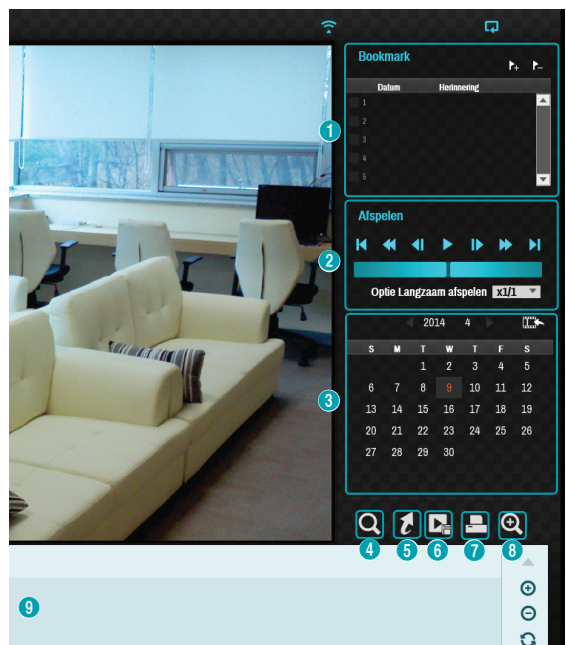 Bookmark
Datum Herinnering
1
2
1
3
4
5
Afspelen
2
Optie Langzaam afspelen x1/1
2014 4
S M T W T F S
1 2 3 4 5
6 7 8 9 10 11 12
3
13 14 15 16 17 18 19
20 21 22 23 24 25 26
27 28 29 30
4 5 6 7 8
9